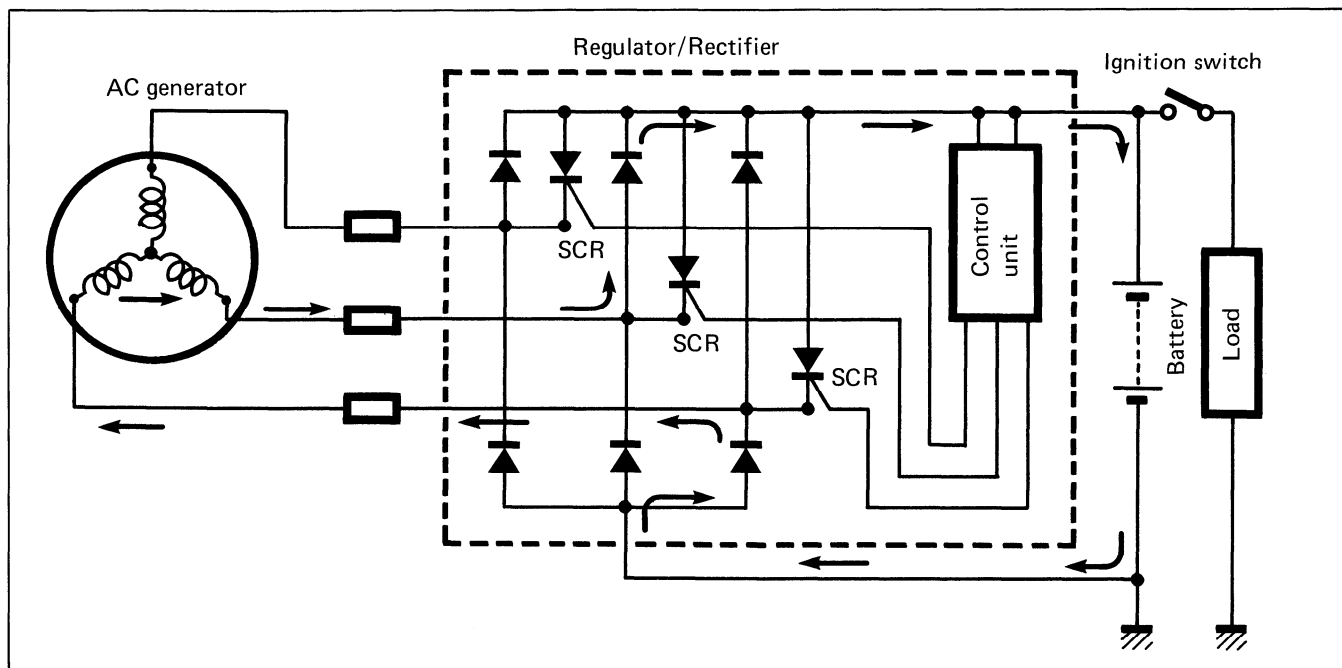 Regulator/Rectifier
Ignition switch
AC generator
SCR
SCR
SCR
Control
unit
Battery
Load